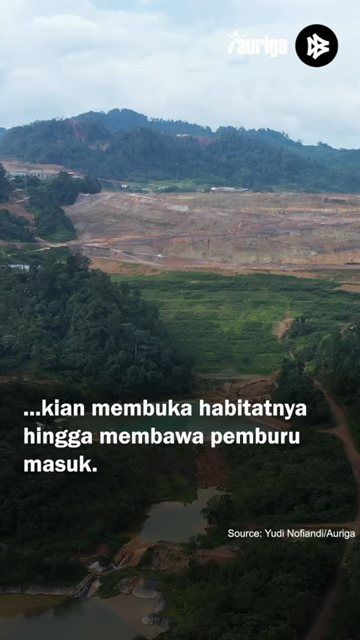 auriga
...kian membuka habitatnya
hingga membawa pemburu
masuk.
Source: Yudi Nofiandi/Auriga